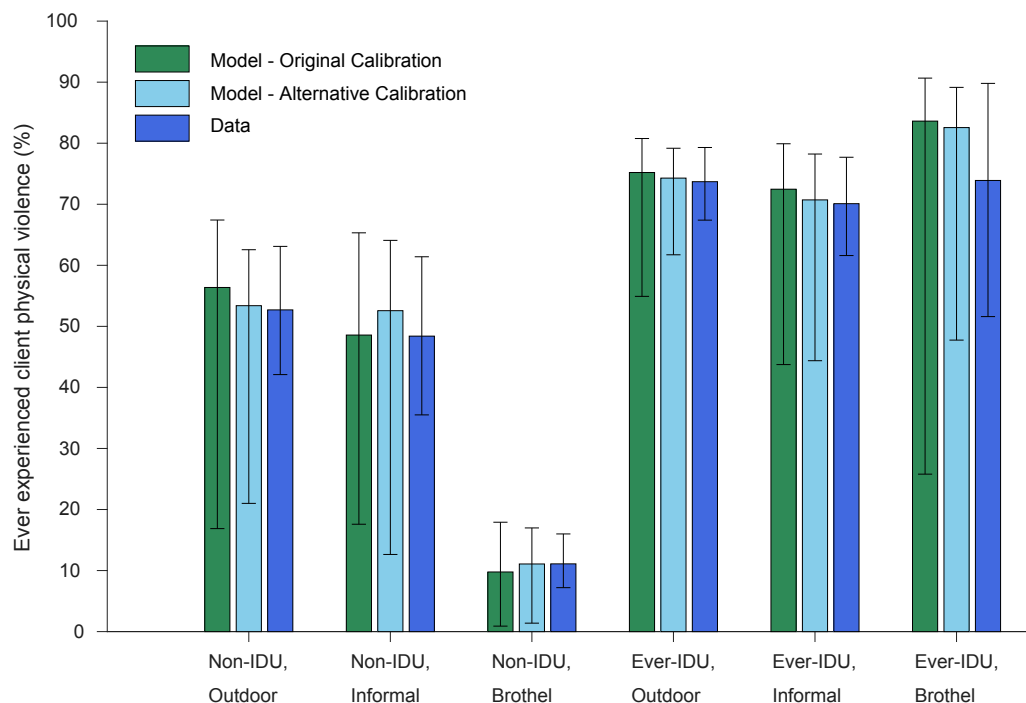 Ever experienced client physical violence (%)
100
90
80
70
60
50
40
30
20
10
0
Model - Original Calibration
Model - Alternative Calibration
Data
Non-IDU,
Outdoor
Non-IDU,
Informal
Non-IDU,
Brothel
Ever-IDU,
Outdoor
Ever-IDU,
Informal
Ever-IDU,
Brothel